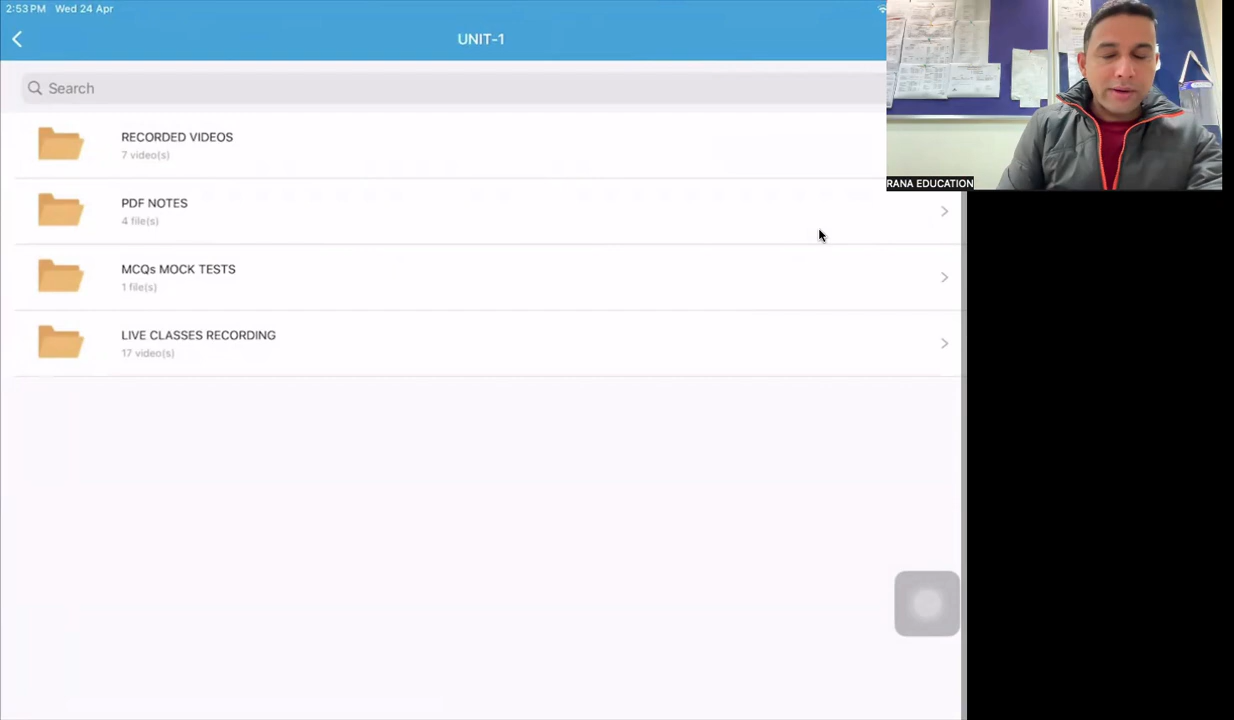 2:53 PM Wed 24 Apr
UNIT-1
Search
RECORDED VIDEOS
7 video(s)
PDF NOTES
4 file(s)
MCQs MOCK TESTS
1 file(s)
LIVE CLASSES RECORDING
17 video(s)
RANA EDUCATION